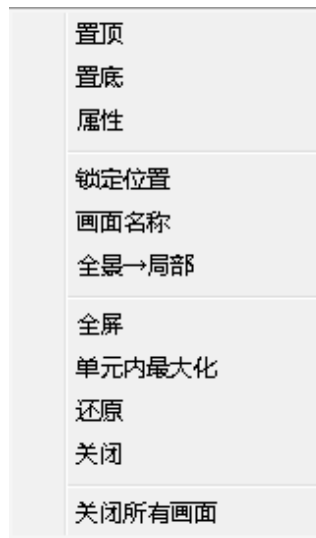 置顶
置底
属性
锁定位置
画面名称
全景→局部
全屏
单元内最大化
还原
关闭
关闭所有画面